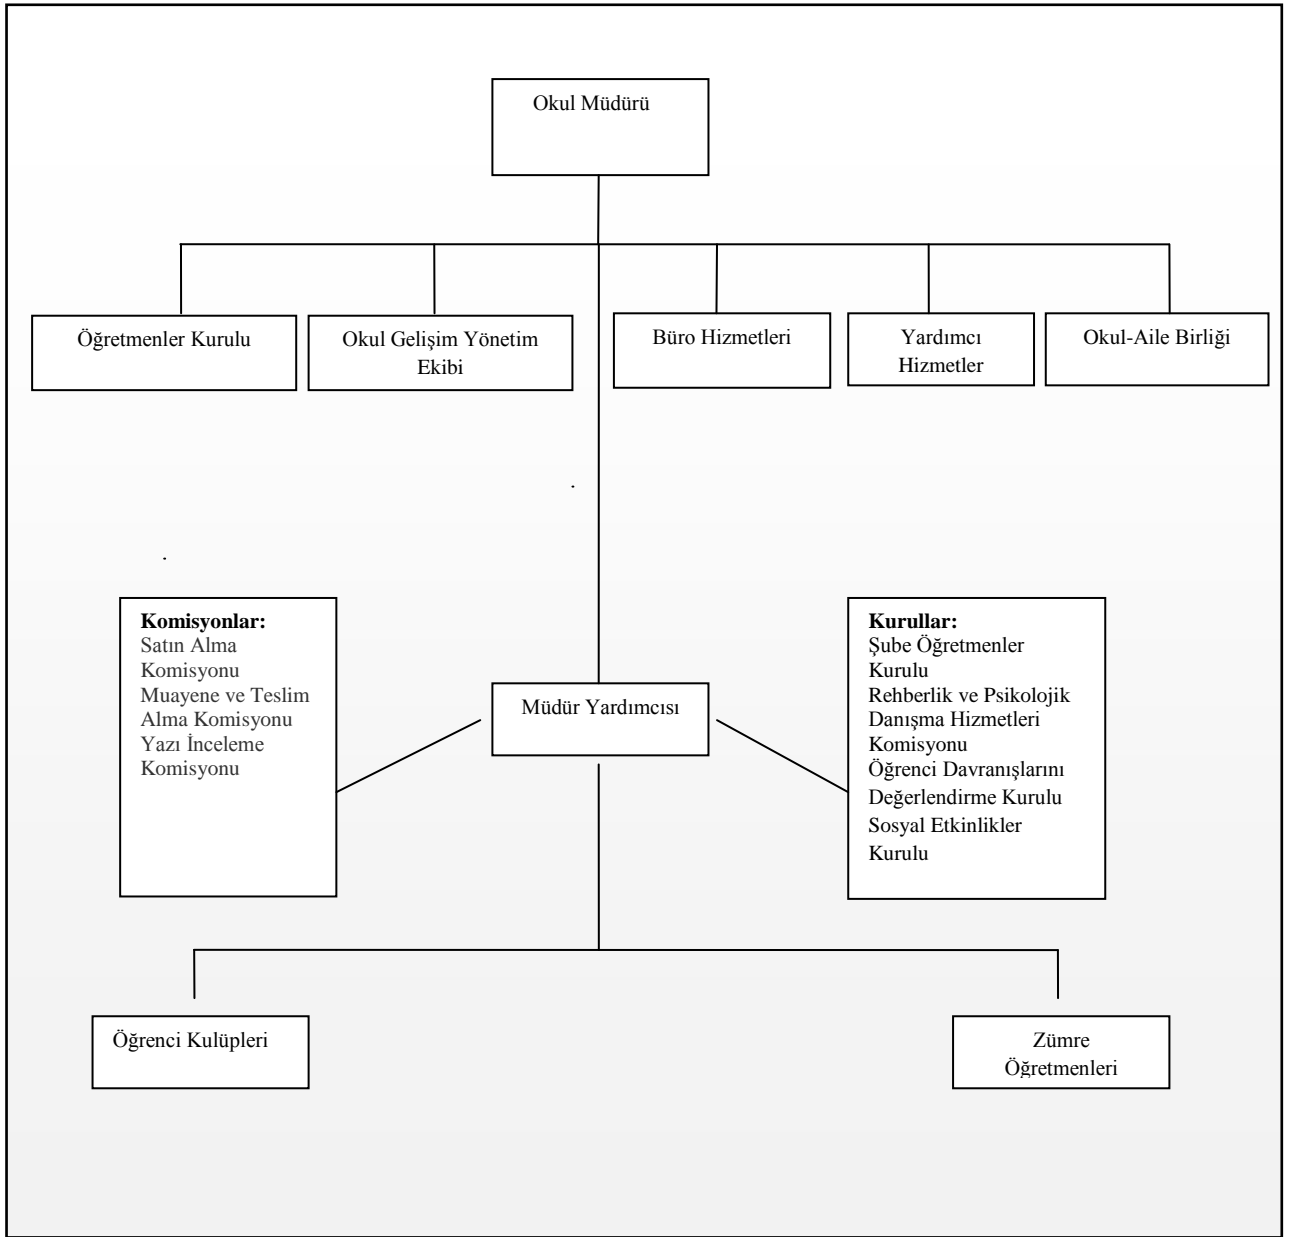 Okul Müdürü
Öğretmenler Kurulu
Okul Gelişim Yönetim
Ekibi
Büro Hizmetleri
Yardımcı
Hizmetler
Okul-Aile Birliği
Komisyonlar:
Satın Alma
Komisyonu
Muayene ve Teslim
Alma Komisyonu
Yazı İnceleme
Komisyonu
Müdür Yardımcısı
Kurullar:
Şube Öğretmenler
Kurulu
Rehberlik ve Psikolojik
Danışma Hizmetleri
Komisyonu
Öğrenci Davranışlarını
Değerlendirme Kurulu
Sosyal Etkinlikler
Kurulu
Öğrenci Kulüpleri
Zümre
Öğretmenleri